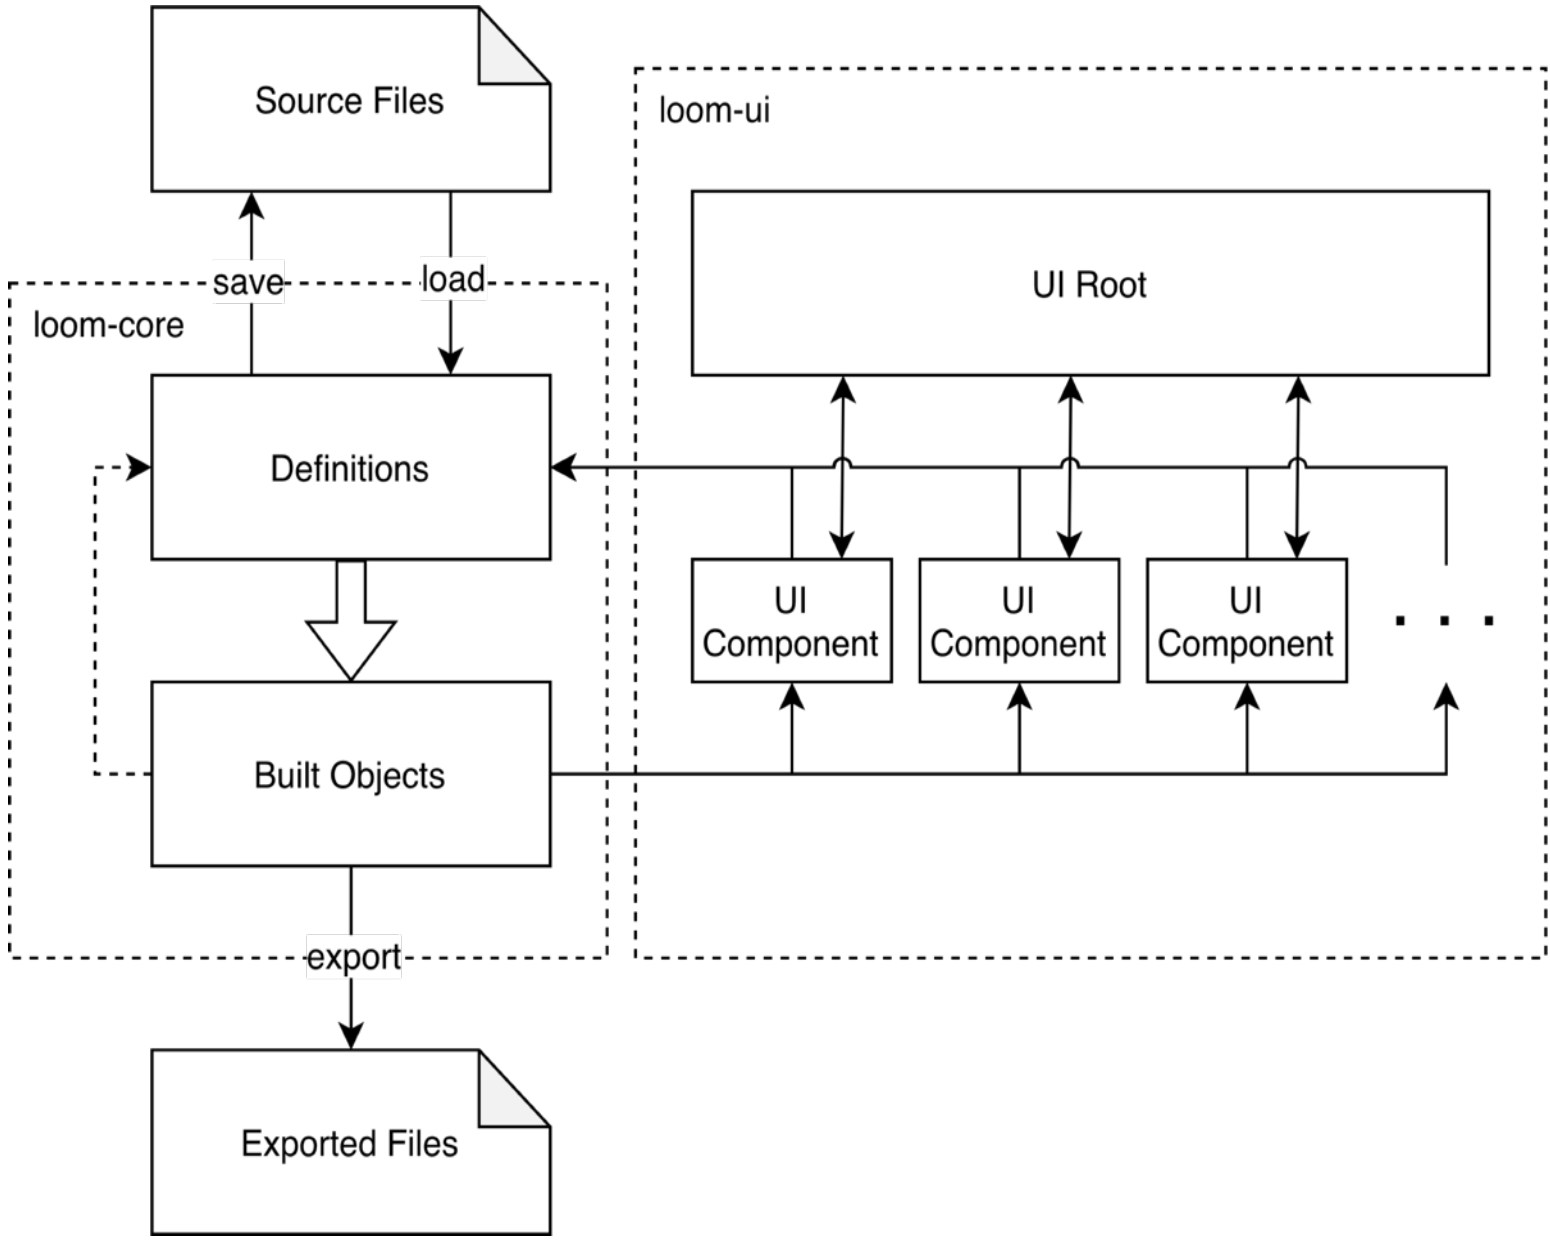 Source Files
loom-ui
save
load
UI Root
loom-core
Definitions
UI
Component
UI
Component
UI
Component
. . .
Built Objects
export
Exported Files